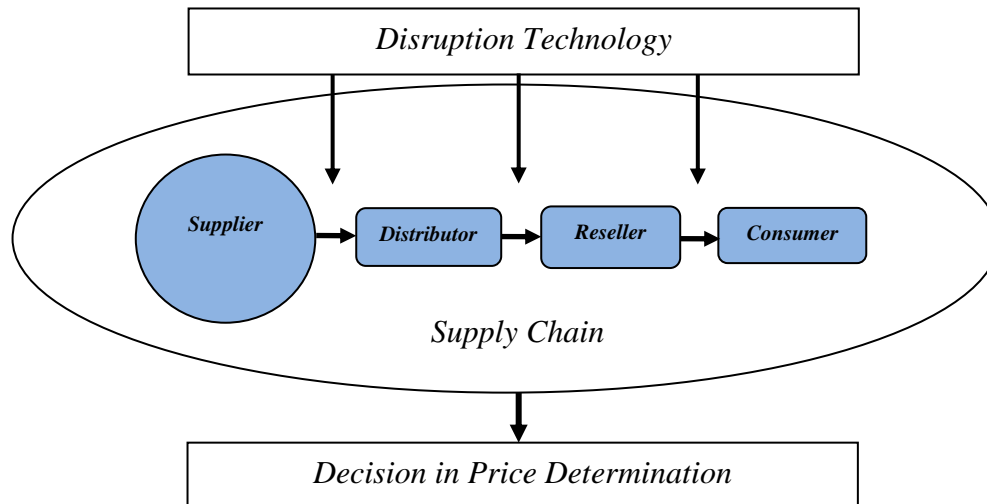 Disruption Technology
Supplier
Distributor
Reseller
Consumer
Supply Chain
Decision in Price Determination